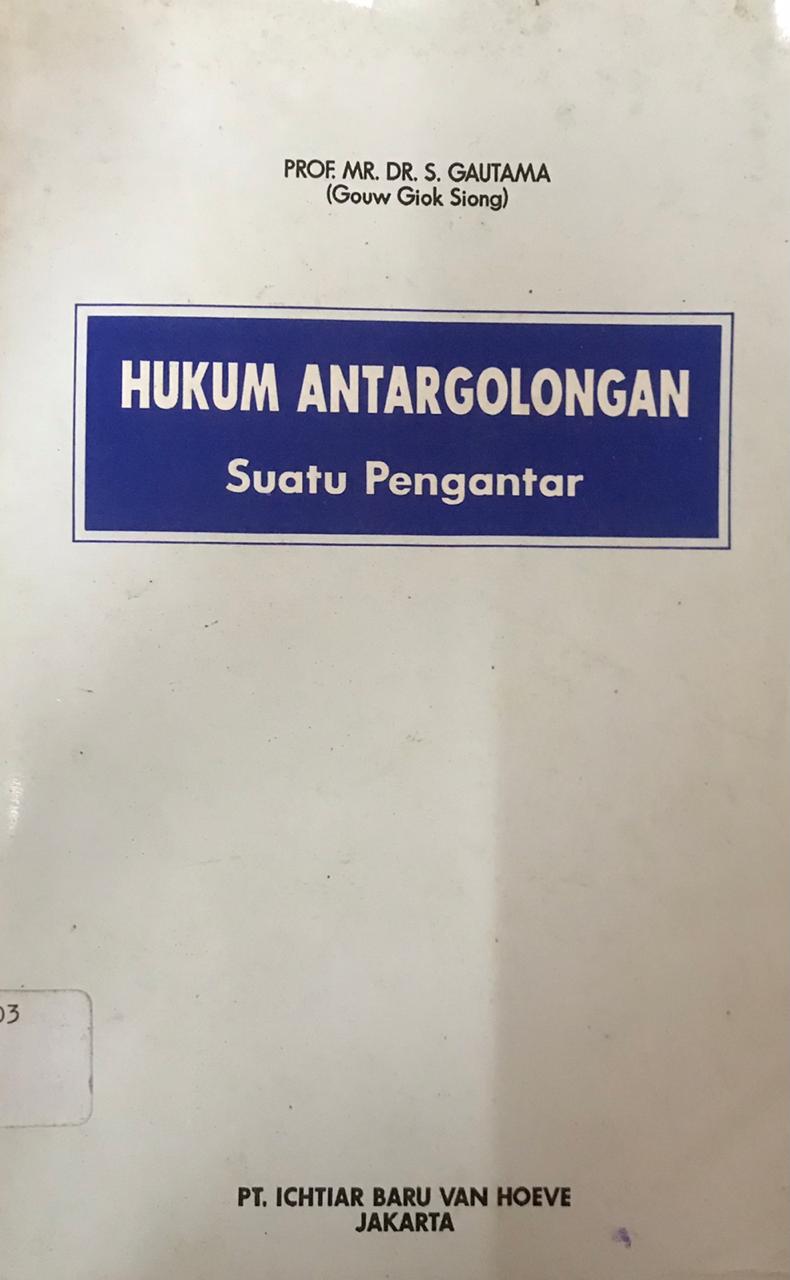 PROF. MR. DR. S. GAUTAMA
(Gouw Giok Siong)
HUKUM ANTARGOLONGAN
Suatu Pengantar
03
PT. ICHTIAR BARU VAN HOEVE
JAKARTA